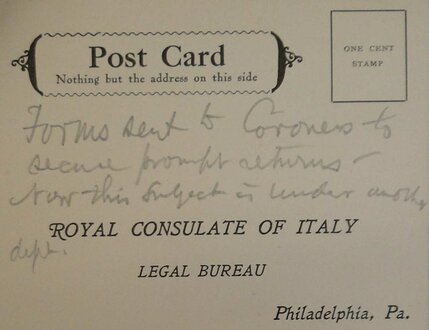 Post Card
Nothing but the address on this side
ONE CENT
STAMP
Forms sent to Coroners to
secure prompt returns –
Now this subject is under another
ROYAL CONSULATE OF ITALY
dept.
LEGAL BUREAU
Philadelphia, Pa.